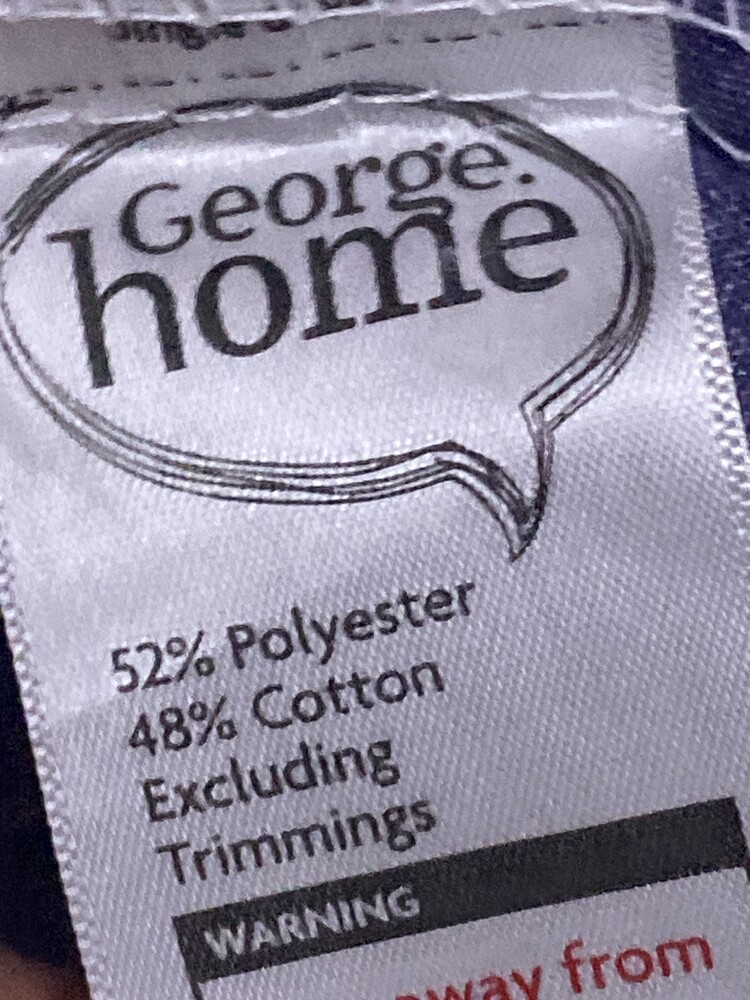 George.
home
52% Polyester
48% Cotton
Excluding
Trimmings
WARNING
away from